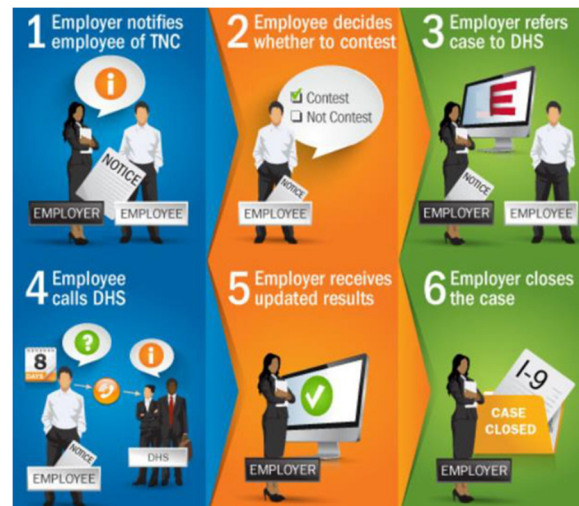 1 Employer notifies
employee of TNC
NOTICE
EMPLOYER
EMPLOYEE
2 Employee decides
whether to contest
Contest
Not Contest
NOTICE
EMPLOYEE
3 Employer refers
case to DHS
E
NOTICE
EMPLOYER
EMPLOYEE
4 Employee
calls DHS
8
DAYS
NOTICE
DHS
EMPLOYEE
5 Employer receives
updated results
EMPLOYER
6 Employer closes
the case
I-9
CASE
CLOSED
EMPLOYER